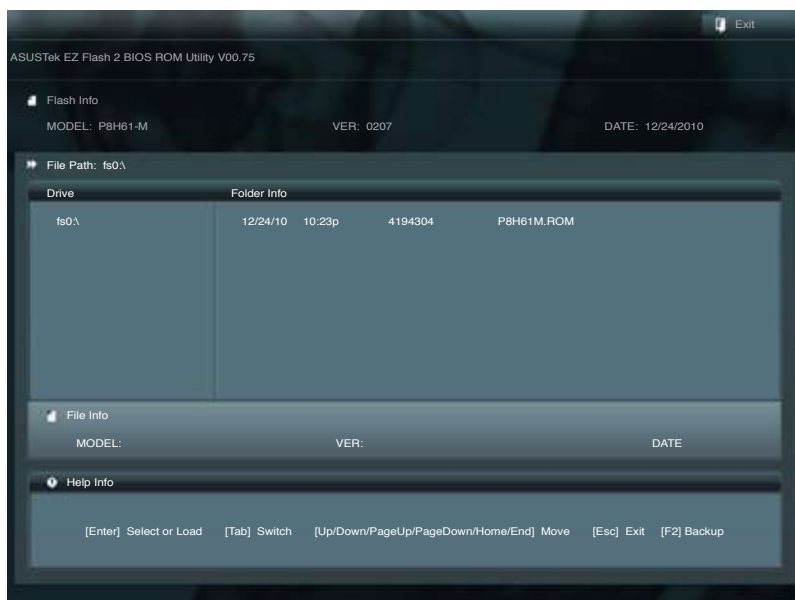 Exit
ASUSTek EZ Flash 2 BIOS ROM Utility V00.75
Flash Info
MODEL: P8H61-M VER: 0207 DATE: 12/24/2010
File Path: fs0:\
Drive Folder Info
fs0:\ 12/24/10 10:23p 4194304 P8H61M.ROM
File Info
MODEL: VER: DATE
Help Info
[Enter] Select or Load [Tab] Switch [Up/Down/PageUp/PageDown/Home/End] Move [Esc] Exit [F2] Backup